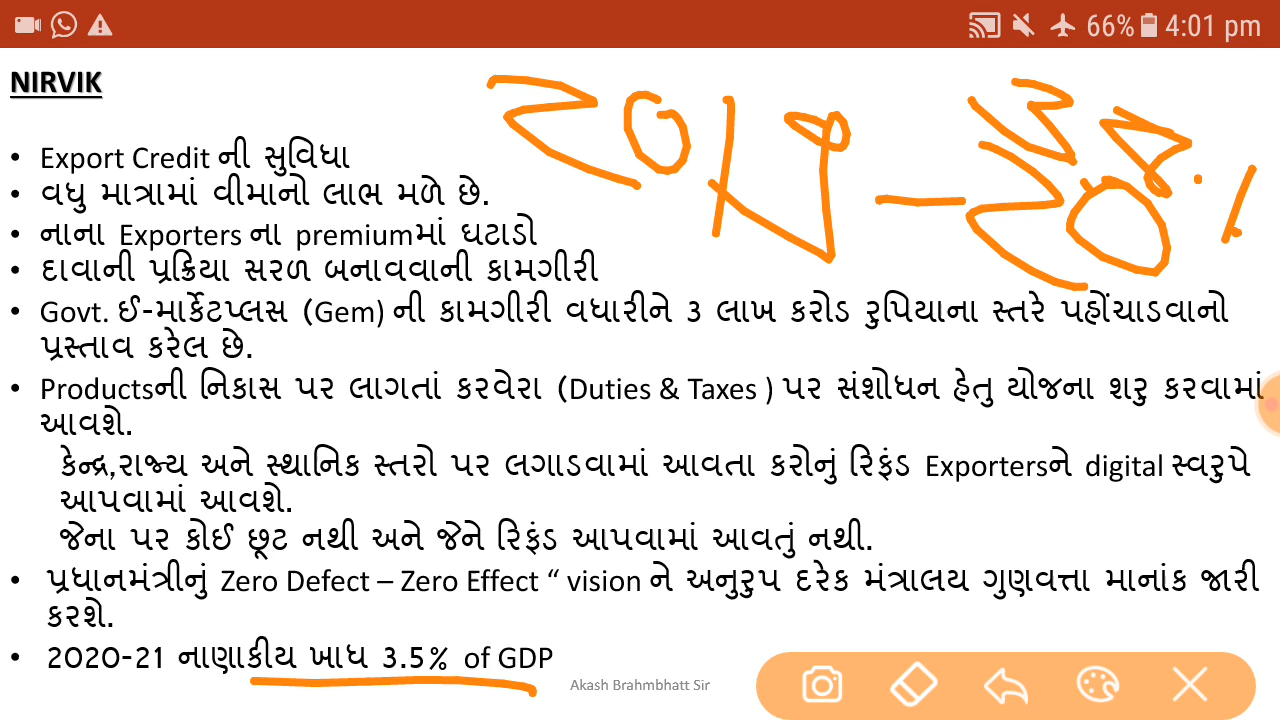 66% 4:01 pm
NIRVIK
• Export Credit ની સુવિધા
• વધુ માત્રામાં વીમાનો લાભ મળે છે.
• નાના Exporters ના premiumમાં ઘટાડો
• દાવાની પ્રક્રિયા સરળ બનાવવાની કામગીરી
• Govt. ઈ-માર્કેટપ્લસ (Gem) ની કામગીરી વધારીને ૩ લાખ કરોડ રુપિયાના સ્તરે પહોંચાડવાનો
પ્રસ્તાવ કરેલ છે.
• Productsની નિકાસ પર લાગતાં કરવેરા (Duties & Taxes ) પર સંશોધન હેતુ યોજના શરુ કરવામાં
આવશે.
કેન્દ્ર,રાજ્ય અને સ્થાનિક સ્તરો પર લગાડવામાં આવતા કરોનું રિફંડ Exportersને digital સ્વરુપે
આપવામાં આવશે.
જેના પર કોઈ છૂટ નથી અને જેને રિફંડ આપવામાં આવતું નથી.
• પ્રધાનમંત્રીનું Zero Defect – Zero Effect “ vision ને અનુરુપ દરેક મંત્રાલય ગુણવત્તા માનાંક જારી
કરશે.
• 2020-21 નાણાકીય ખાધ ૩.5% of GDP
Akash Brahmbhatt Sir